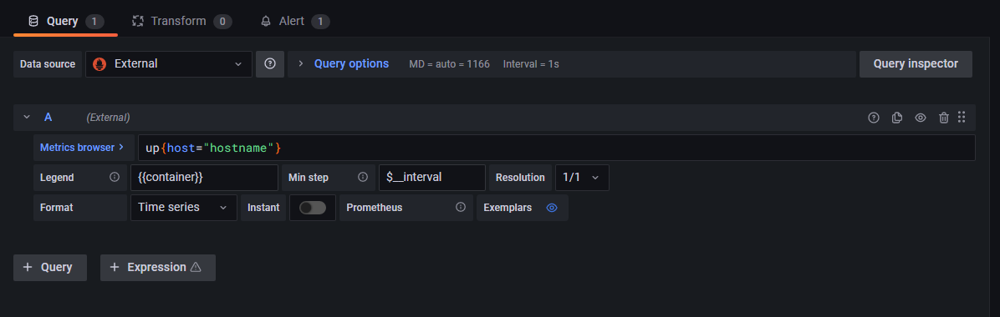 Query 1 Transform 0 Alert 1
Data source External Query options MD = auto = 1166 Interval = 1s Query inspector
A (External)
Metrics browser > up{host="hostname"}
Legend {{container}} Min step $__interval Resolution 1/1
Format Time series Instant Prometheus Exemplars
+ Query + Expression